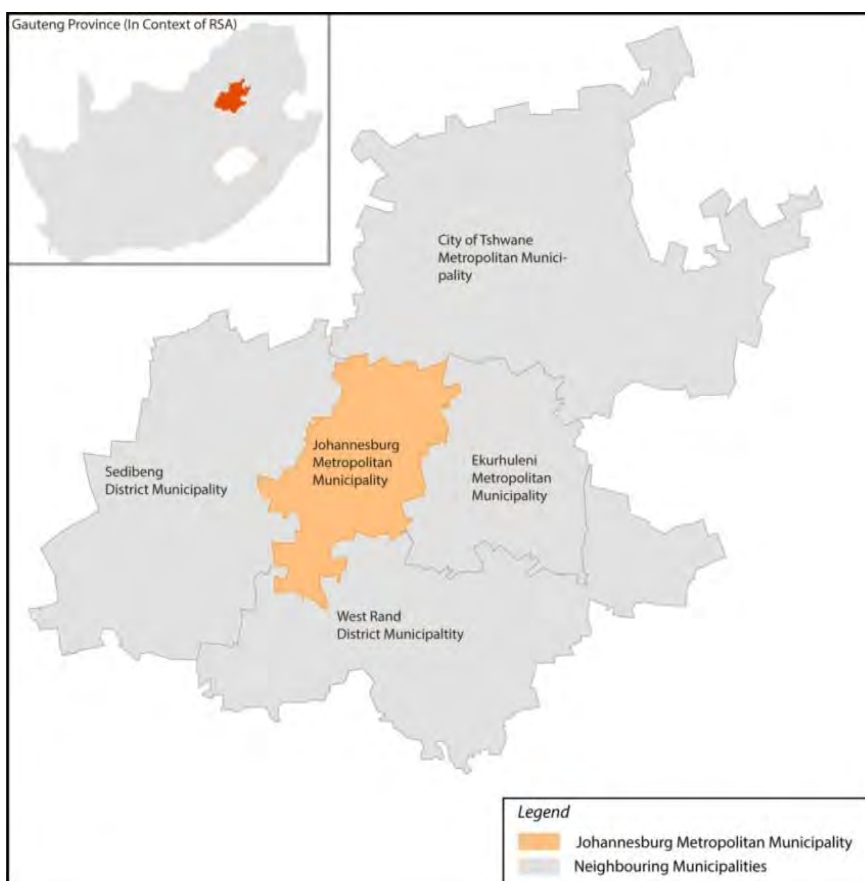 Gauteng Province (In Context of RSA)
City of Tshwane
Metropolitan Munici-
pality
Johannesburg
Metropolitan
Municipality
Ekurhuleni
Metropolitan
Municipality
Sedibeng
District Municipality
West Rand
District Municipaltity
Legend
Johannesburg Metropolitan Municipality
Neighbouring Municipalities